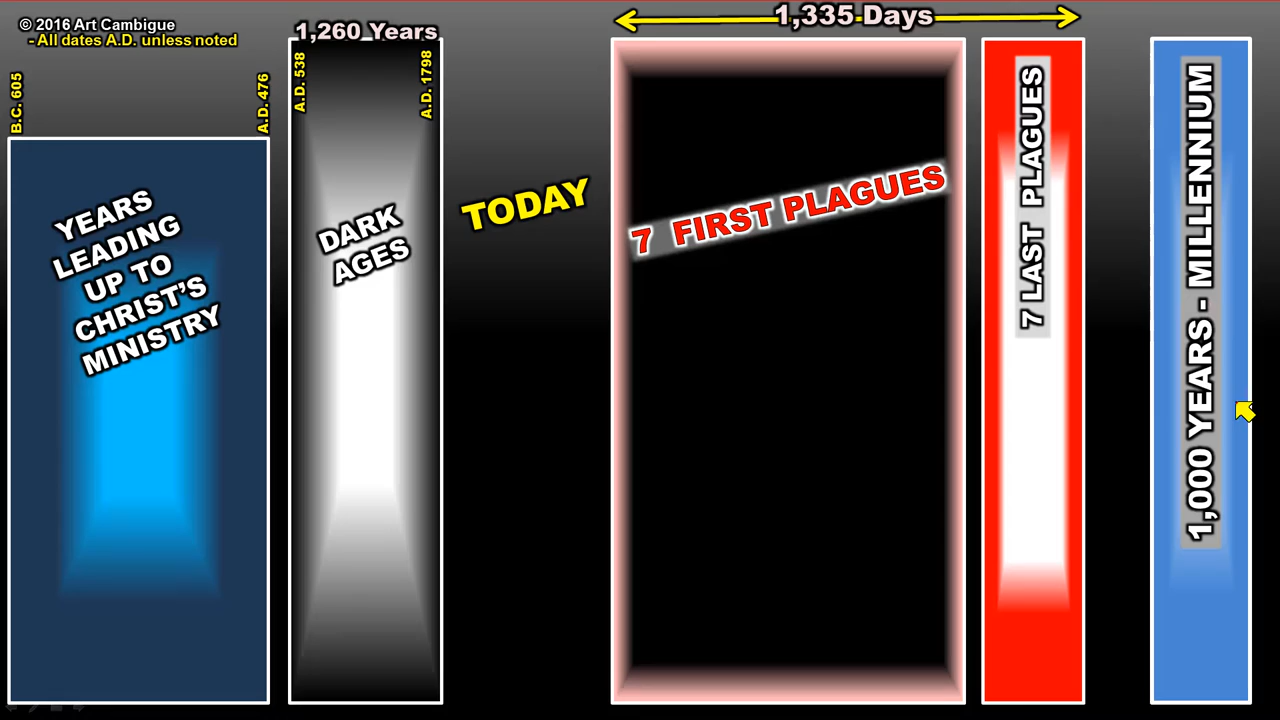 © 2016 Art Cambigue
- All dates A.D. unless noted
B.C. 605
A.D. 476
YEARS
LEADING
UP TO
CHRIST'S
MINISTRY
1,260 Years
A.D. 538
A.D. 1798
DARK
AGES
TODAY
1,335 Days
7 FIRST PLAGUES
7 LAST PLAGUES
1,000 YEARS - MILLENNIUM